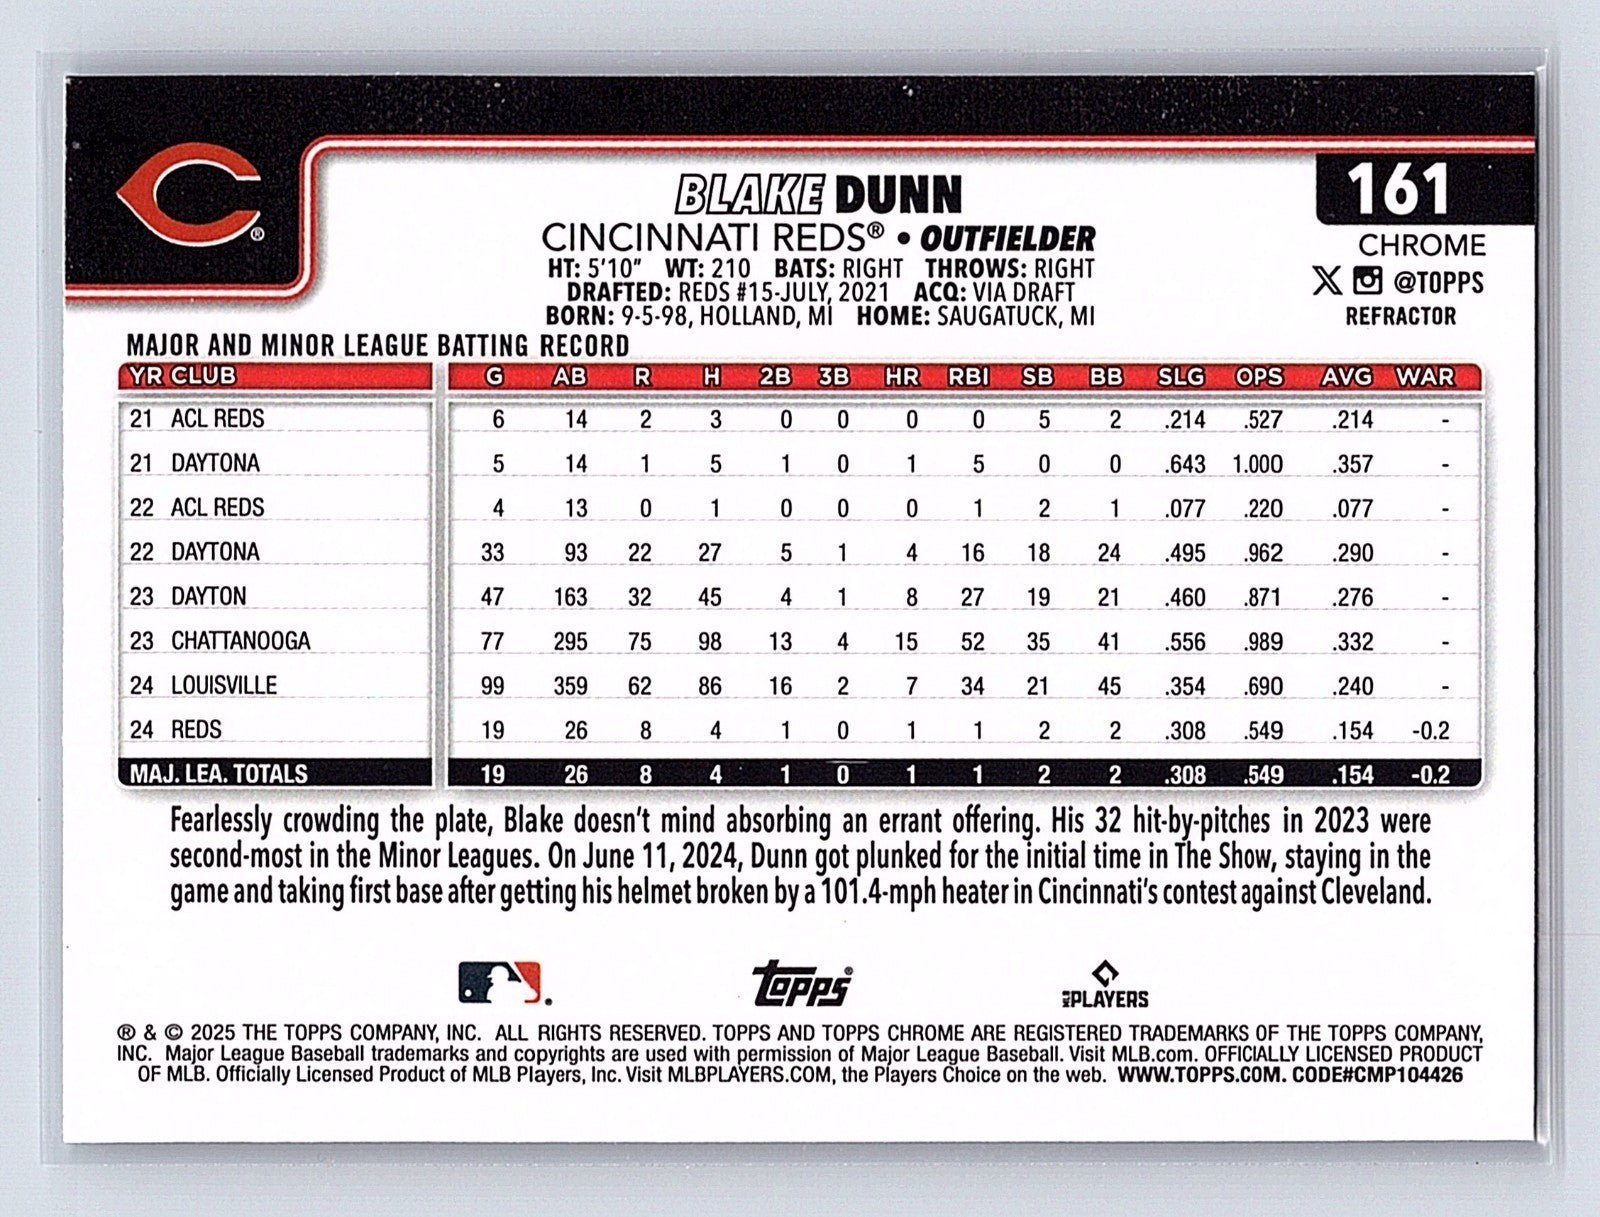 161
BLAKE DUNN
CINCINNATI REDS® • OUTFIELDER
CHROME
HT: 5'10" WT: 210 BATS: RIGHT THROWS: RIGHT
@TOPPS
DRAFTED: REDS #15-JULY, 2021 ACQ: VIA DRAFT
BORN: 9-5-98, HOLLAND, MI HOME: SAUGATUCK, MI
REFRACTOR
MAJOR AND MINOR LEAGUE BATTING RECORD
YR CLUB G AB R H 2B 3B HR RBI SB BB SLG OPS AVG WAR
21 ACL REDS 6 14 2 3 0 0 0 0 5 2 .214 .527 .214 -
21 DAYTONA 5 14 1 5 1 0 1 5 0 0 .643 1.000 .357 -
22 ACL REDS 4 13 0 1 0 0 0 1 2 1 .077 .220 .077 -
22 DAYTONA 33 93 22 27 5 1 4 16 18 24 .495 .962 .290 -
23 DAYTON 47 163 32 45 4 1 8 27 19 21 .460 .871 .276 -
23 CHATTANOOGA 77 295 75 98 13 4 15 52 35 41 .556 .989 .332 -
24 LOUISVILLE 99 359 62 86 16 2 7 34 21 45 .354 .690 .240 -
24 REDS 19 26 8 4 1 0 1 1 2 2 .308 .549 .154 -0.2
MAJ. LEA. TOTALS 19 26 8 4 1 0 1 1 2 2 .308 .549 .154 -0.2
Fearlessly crowding the plate, Blake doesn't mind absorbing an errant offering. His 32 hit-by-pitches in 2023 were
second-most in the Minor Leagues. On June 11, 2024, Dunn got plunked for the initial time in The Show, staying in the
game and taking first base after getting his helmet broken by a 101.4-mph heater in Cincinnati's contest against Cleveland.
TOPPS®
MLB PLAYERS
® & © 2025 THE TOPPS COMPANY, INC. ALL RIGHTS RESERVED. TOPPS AND TOPPS CHROME ARE REGISTERED TRADEMARKS OF THE TOPPS COMPANY,
INC. Major League Baseball trademarks and copyrights are used with permission of Major League Baseball. Visit MLB.com. OFFICIALLY LICENSED PRODUCT
OF MLB. Officially Licensed Product of MLB Players, Inc. Visit MLBPLAYERS.COM, the Players Choice on the web. WWW.TOPPS.COM. CODE#CMP104426